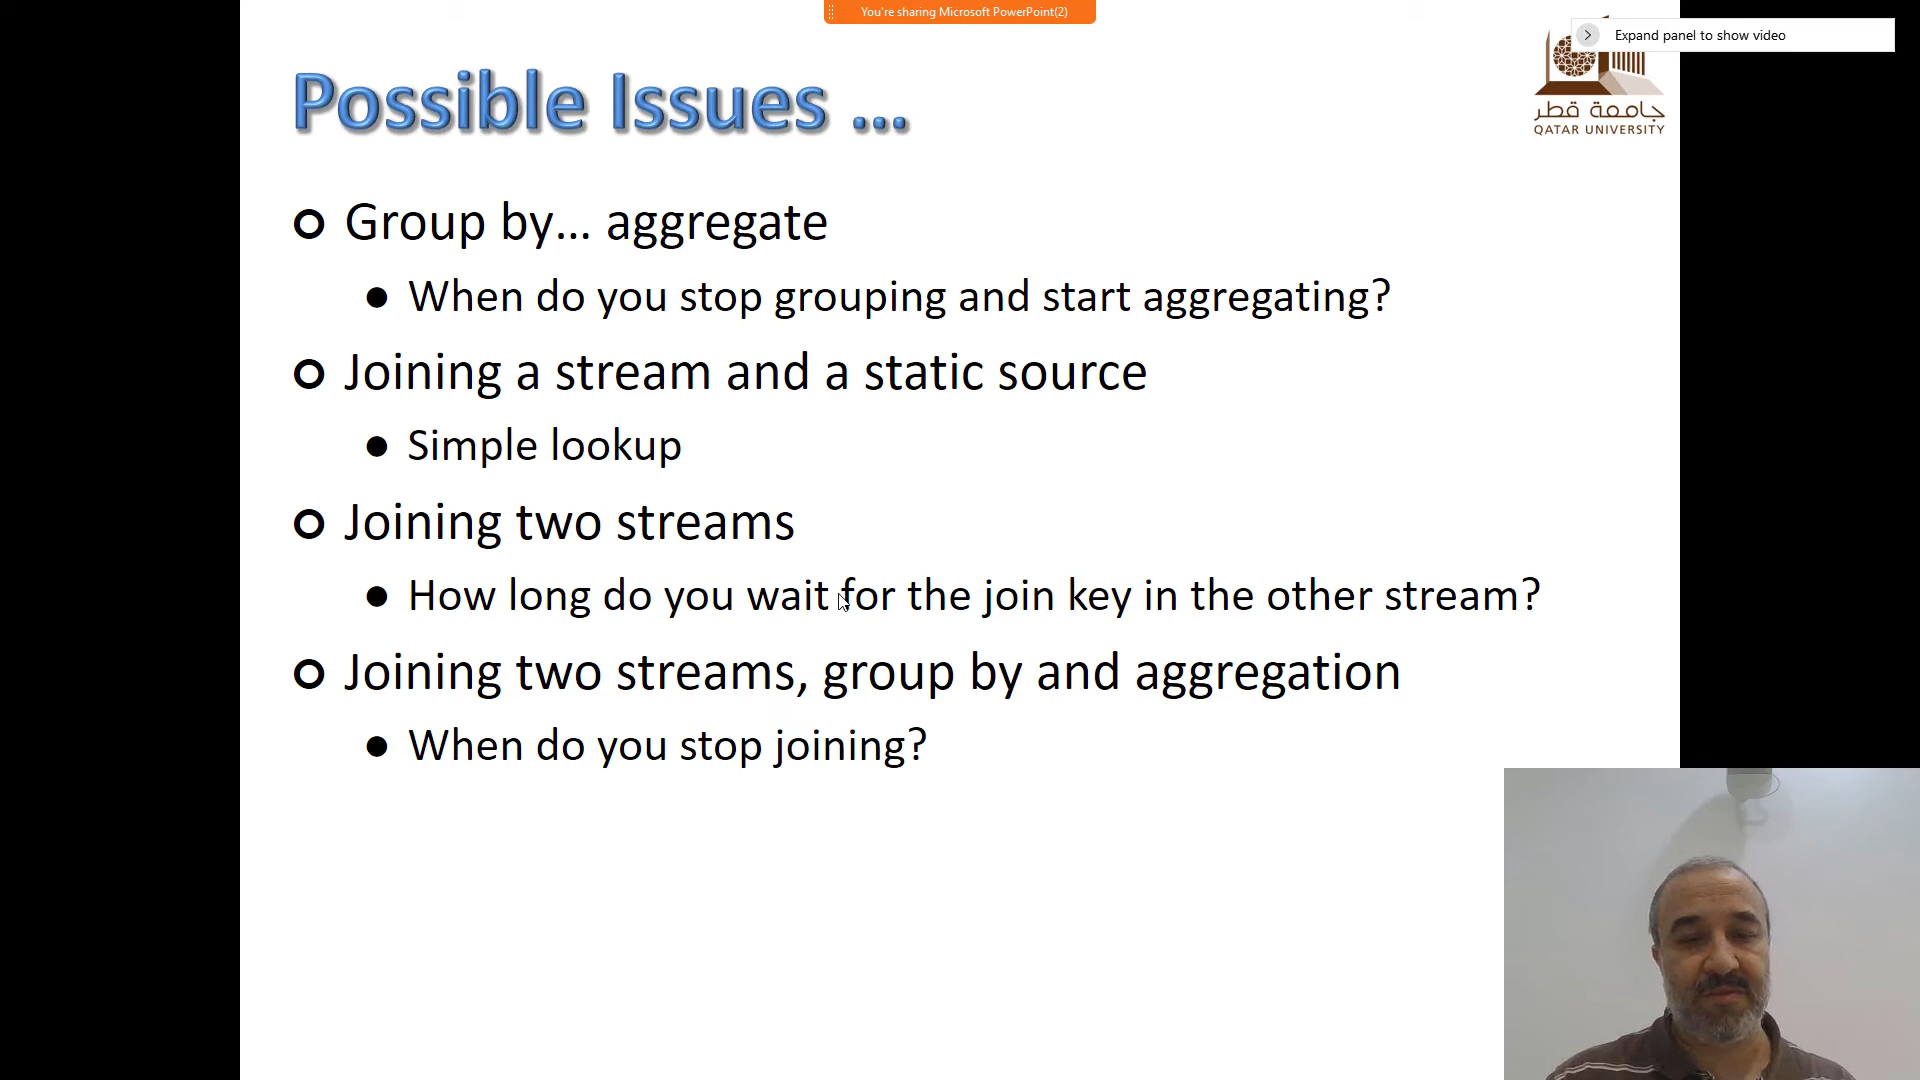 You're sharing Microsoft PowerPoint(2)
Expand panel to show video
Possible Issues ...
جامعة قطر
QATAR UNIVERSITY
Group by... aggregate
When do you stop grouping and start aggregating?
Joining a stream and a static source
Simple lookup
Joining two streams
How long do you wait for the join key in the other stream?
Joining two streams, group by and aggregation
When do you stop joining?